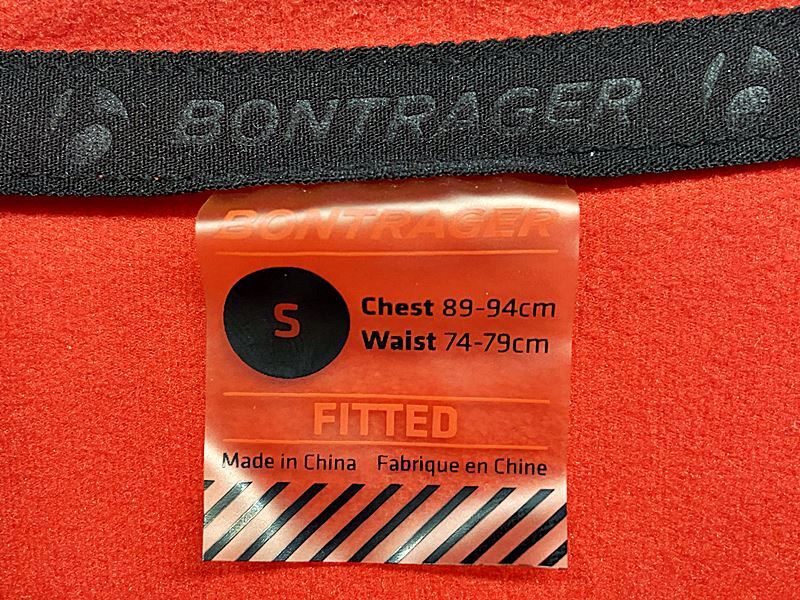 BONTRAGER
BONTRAGER
S
Chest 89-94cm
Waist 74-79cm
FITTED
Made in China Fabrique en Chine